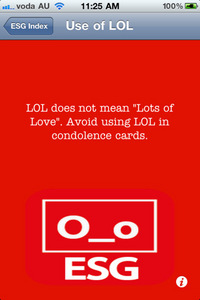 voda AU 11:25 AM 100%
ESG Index Use of LOL
LOL does not mean "Lots of
Love". Avoid using LOL in
condolence cards.
O_o
ESG
i